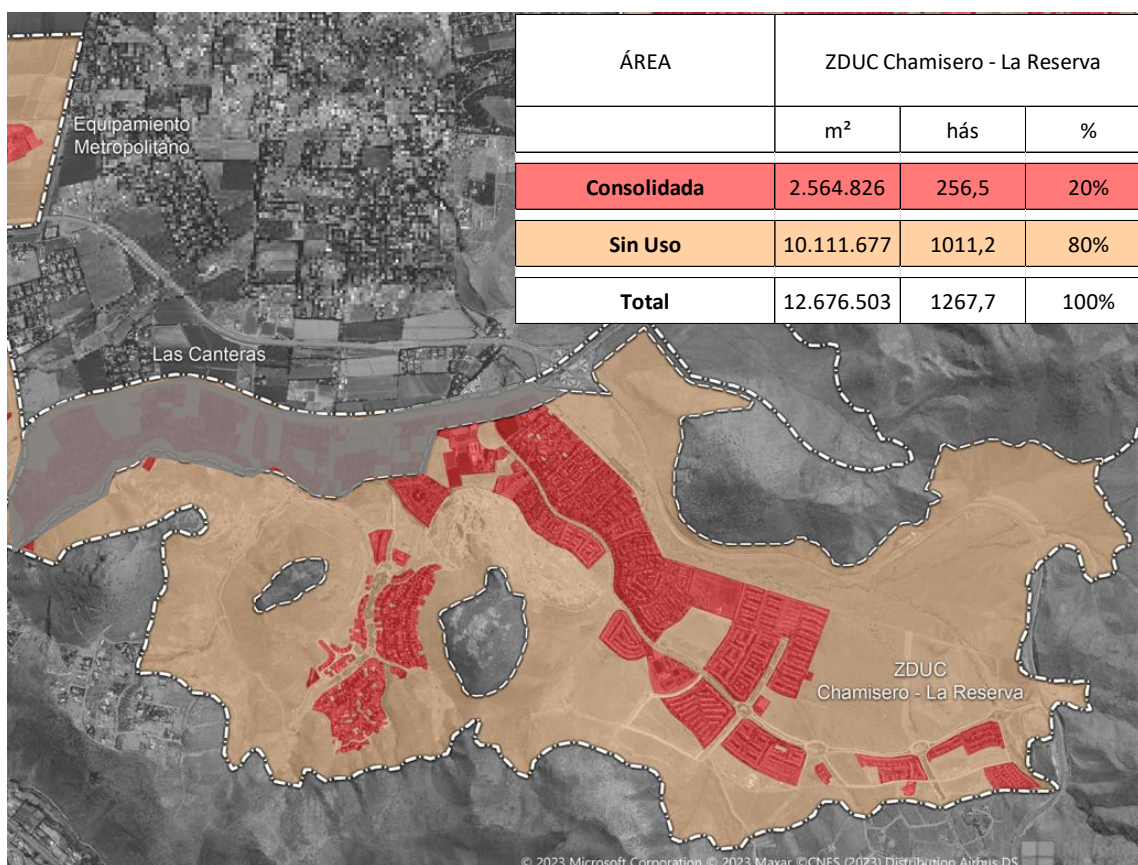 ÁREA ZDUC Chamisero - La Reserva
m² hás %
Consolidada 2.564.826 256,5 20%
Sin Uso 10.111.677 1011,2 80%
Total 12.676.503 1267,7 100%
Equipamiento
Metropolitano
Las Canteras
ZDUC
Chamisero - La Reserva
© 2023 Microsoft Corporation © 2023 Maxar ©CNES (2023) Distribution Airbus DS